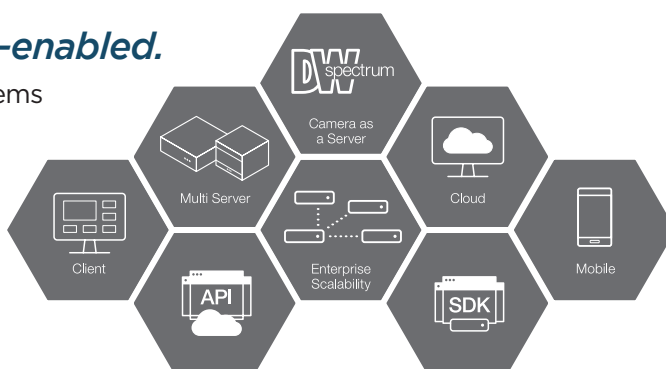 -enabled.
ems
DW
spectrum
Camera as
a Server
Multi Server
Cloud
Client
Enterprise
Scalability
Mobile
API
SDK